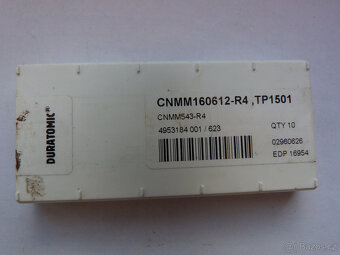 DURATOMIC®
CNMM160612-R4 ,TP1501
CNMM543-R4
4953184 001 / 623
QTY 10
02960626
EDP 16954